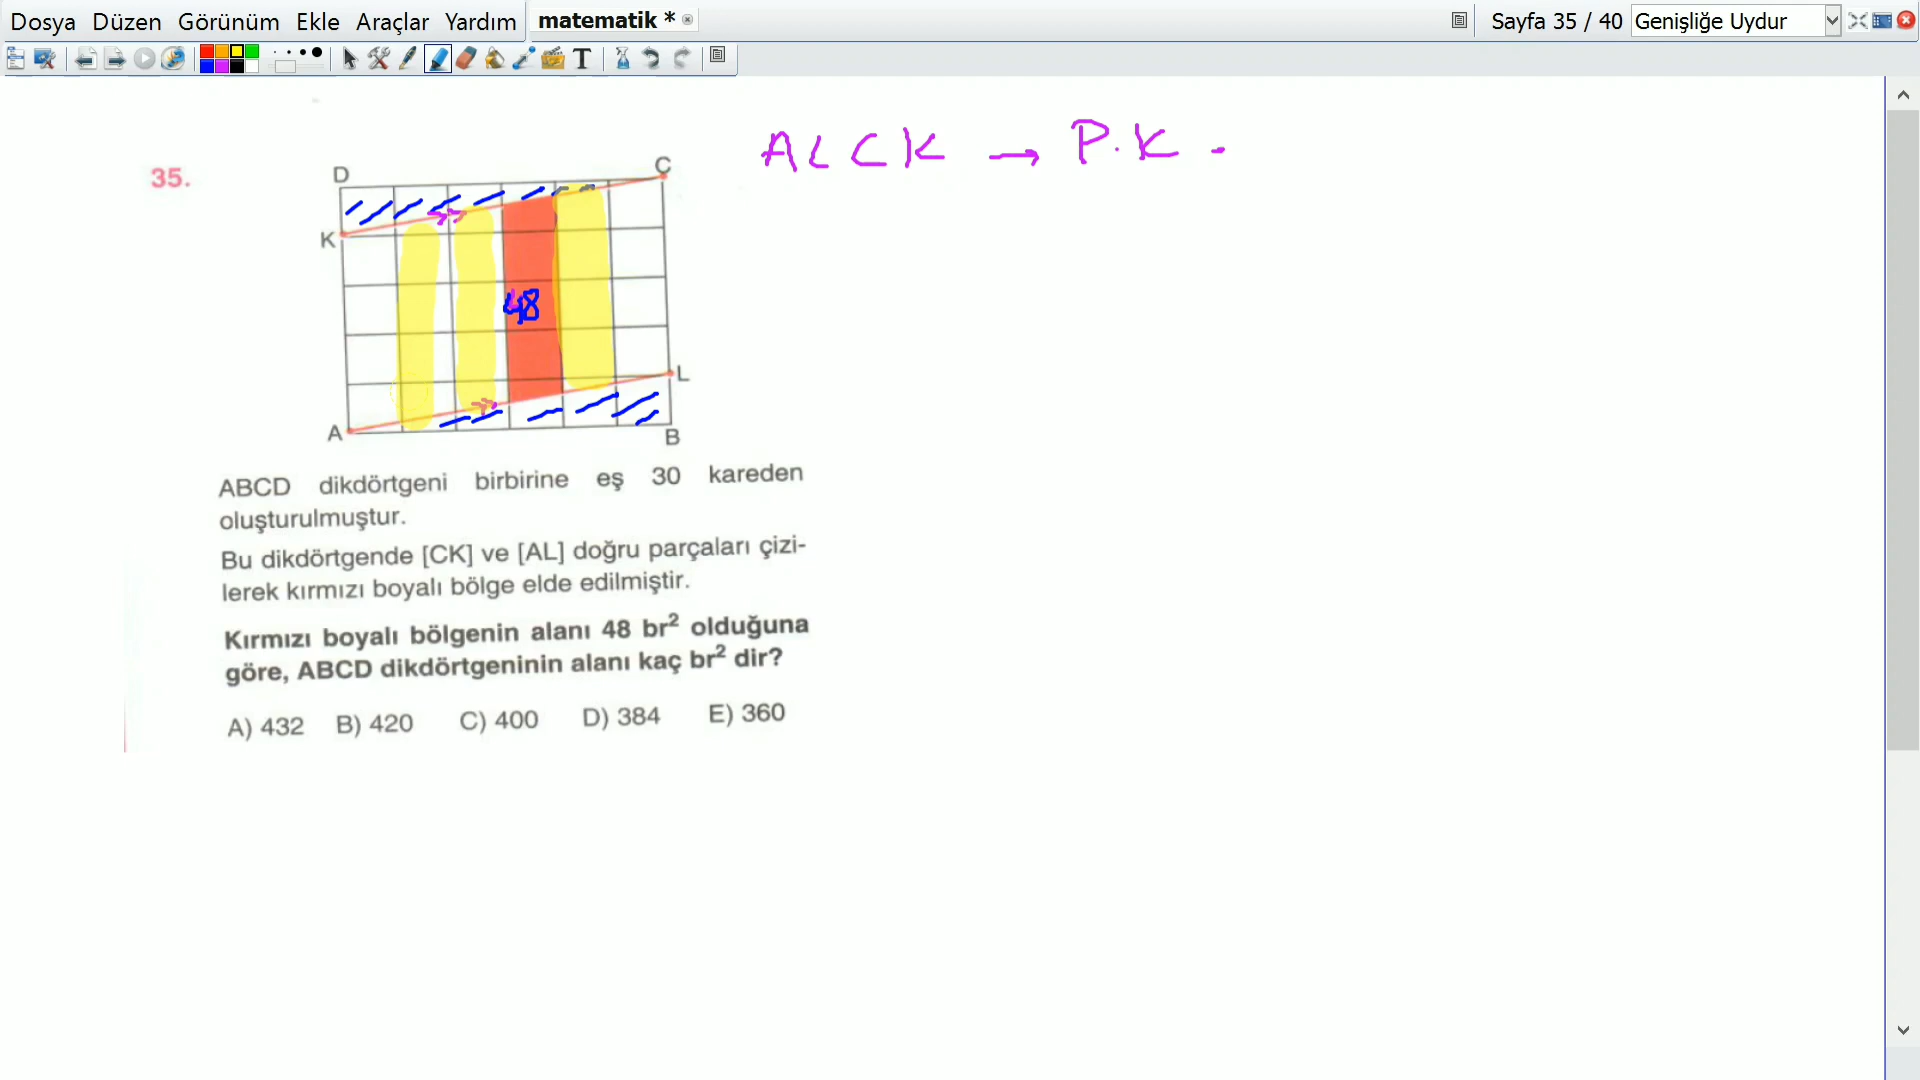 Dosya Düzen Görünüm Ekle Araçlar Yardım matematik * Sayfa 35 / 40 Genişliğe Uydur
ALCK → P.K -
35.
D C
K
48
L
A B
ABCD dikdörtgeni birbirine eş 30 kareden
oluşturulmuştur.
Bu dikdörtgende [CK] ve [AL] doğru parçaları çizi-
lerek kırmızı boyalı bölge elde edilmiştir.
Kırmızı boyalı bölgenin alanı 48 br² olduğuna
göre, ABCD dikdörtgeninin alanı kaç br² dir?
A) 432 B) 420 C) 400 D) 384 E) 360